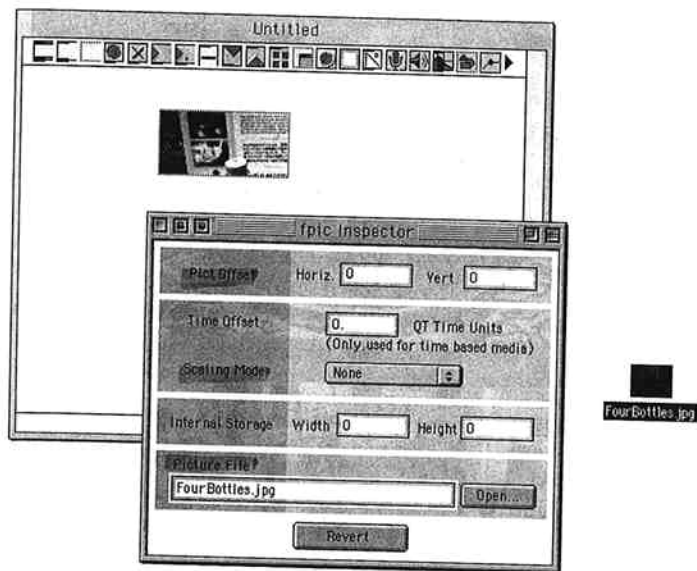 Untitled
fpic Inspector
Pict Offset Horiz. 0 Vert 0
Time Offset 0. QT Time Units
(Only used for time based media)
Scaling Mode None
Internal Storage Width 0 Height 0
Picture File
FourBottles.jpg Open...
Revert
FourBottles.jpg